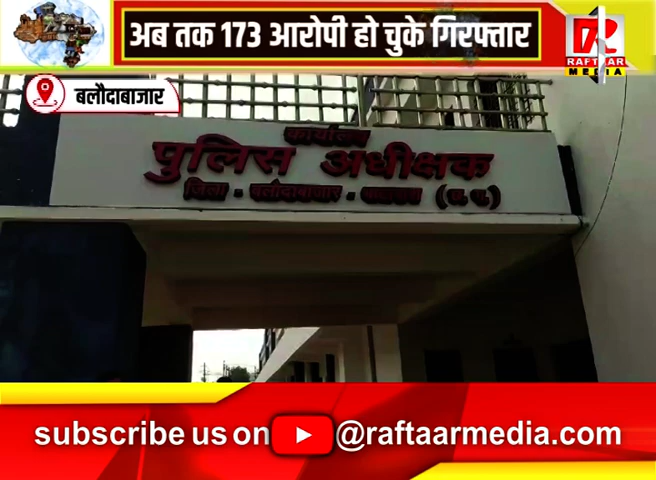 अब तक 173 आरोपी हो चुके गिरफ्तार
RAFTAAR
MEDIA
बलौदाबाजार
कार्यालय
पुलिस अधीक्षक
जिला - बलौदाबाजार - भाटापारा (छ.ग.)
subscribe us on @raftaarmedia.com